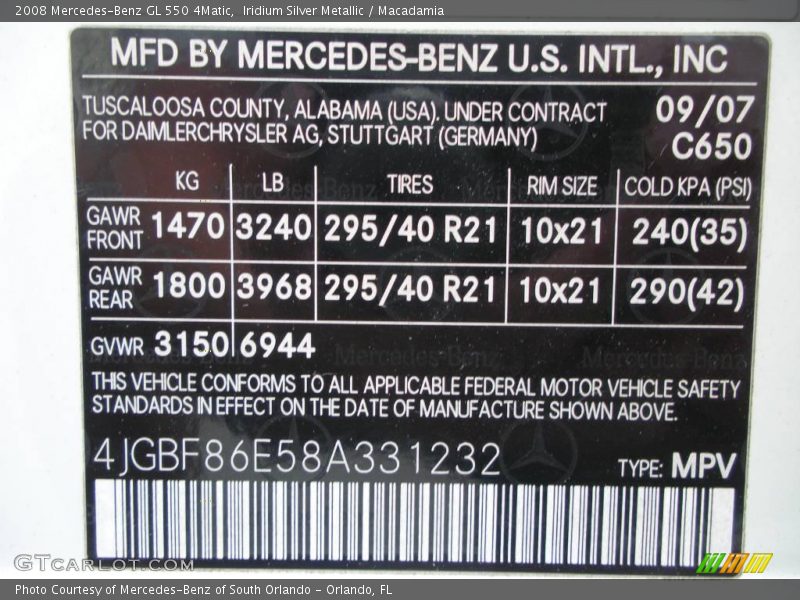 2008 Mercedes-Benz GL 550 4Matic, Iridium Silver Metallic / Macadamia
MFD BY MERCEDES-BENZ U.S. INTL., INC
TUSCALOOSA COUNTY, ALABAMA (USA). UNDER CONTRACT 09/07
FOR DAIMLERCHRYSLER AG, STUTTGART (GERMANY) C650
KG LB TIRES RIM SIZE COLD KPA (PSI)
GAWR FRONT 1470 3240 295/40 R21 10x21 240(35)
GAWR REAR 1800 3968 295/40 R21 10x21 290(42)
GVWR 3150 6944
Mercedes-Benz Mercedes-Benz
THIS VEHICLE CONFORMS TO ALL APPLICABLE FEDERAL MOTOR VEHICLE SAFETY
STANDARDS IN EFFECT ON THE DATE OF MANUFACTURE SHOWN ABOVE.
4JGBF86E58A331232 TYPE: MPV
GTCARLOT.COM
Photo Courtesy of Mercedes-Benz of South Orlando - Orlando, FL